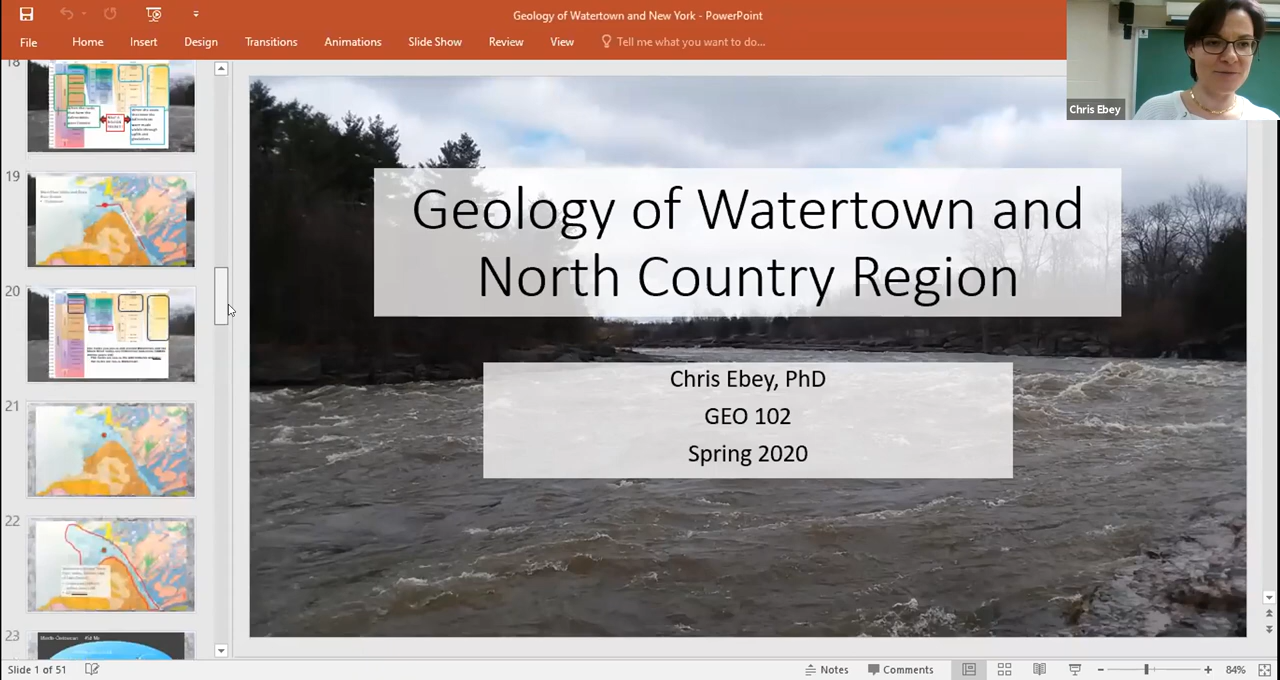 Geology of Watertown and New York - PowerPoint
File Home Insert Design Transitions Animations Slide Show Review View Tell me what you want to do...
Chris Ebey
18
19
20
21
22
23
Geology of Watertown and
North Country Region
Chris Ebey, PhD
GEO 102
Spring 2020
Slide 1 of 51 Notes Comments 84%